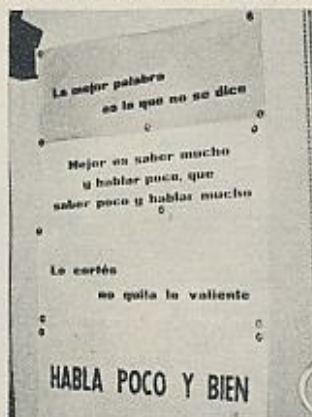 La mejor palabra
es la que no se dice
Mejor es saber mucho
y hablar poco, que
saber poco y hablar mucho
Lo cortés
no quita lo valiente
HABLA POCO Y BIEN